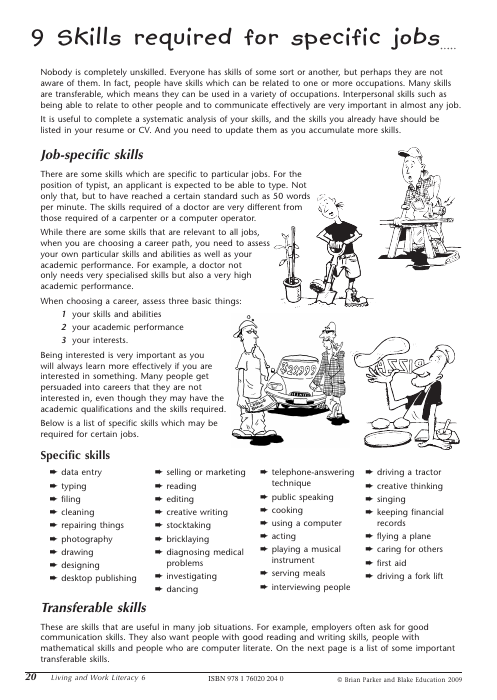 9 Skills required for specific jobs.....
Nobody is completely unskilled. Everyone has skills of some sort or another, but perhaps they are not
aware of them. In fact, people have skills which can be related to one or more occupations. Many skills
are transferable, which means they can be used in a variety of occupations. Interpersonal skills such as
being able to relate to other people and to communicate effectively are very important in almost any job.
It is useful to complete a systematic analysis of your skills, and the skills you already have should be
listed in your resume or CV. And you need to update them as you accumulate more skills.
Job-specific skills
There are some skills which are specific to particular jobs. For the
position of typist, an applicant is expected to be able to type. Not
only that, but to have reached a certain standard such as 50 words
per minute. The skills required of a doctor are very different from
those required of a carpenter or a computer operator.
While there are some skills that are relevant to all jobs,
when you are choosing a career path, you need to assess
your own particular skills and abilities as well as your
academic performance. For example, a doctor not
only needs very specialised skills but also a very high
academic performance.
When choosing a career, assess three basic things:
1 your skills and abilities
2 your academic performance
3 your interests.
Being interested is very important as you
will always learn more effectively if you are
interested in something. Many people get
persuaded into careers that they are not
interested in, even though they may have the
academic qualifications and the skills required.
Below is a list of specific skills which may be
required for certain jobs.
$29999
PIZZA
Specific skills
➨ data entry
➨ typing
➨ filing
➨ cleaning
➨ repairing things
➨ photography
➨ drawing
➨ designing
➨ desktop publishing
➨ selling or marketing
➨ reading
➨ editing
➨ creative writing
➨ stocktaking
➨ bricklaying
➨ diagnosing medical
problems
➨ investigating
➨ dancing
➨ telephone-answering
technique
➨ public speaking
➨ cooking
➨ using a computer
➨ acting
➨ playing a musical
instrument
➨ serving meals
➨ interviewing people
➨ driving a tractor
➨ creative thinking
➨ singing
➨ keeping financial
records
➨ flying a plane
➨ caring for others
➨ first aid
➨ driving a fork lift
Transferable skills
These are skills that are useful in many job situations. For example, employers often ask for good
communication skills. They also want people with good reading and writing skills, people with
mathematical skills and people who are computer literate. On the next page is a list of some important
transferable skills.
20 Living and Work Literacy 6 ISBN 978 1 76020 204 0 © Brian Parker and Blake Education 2009